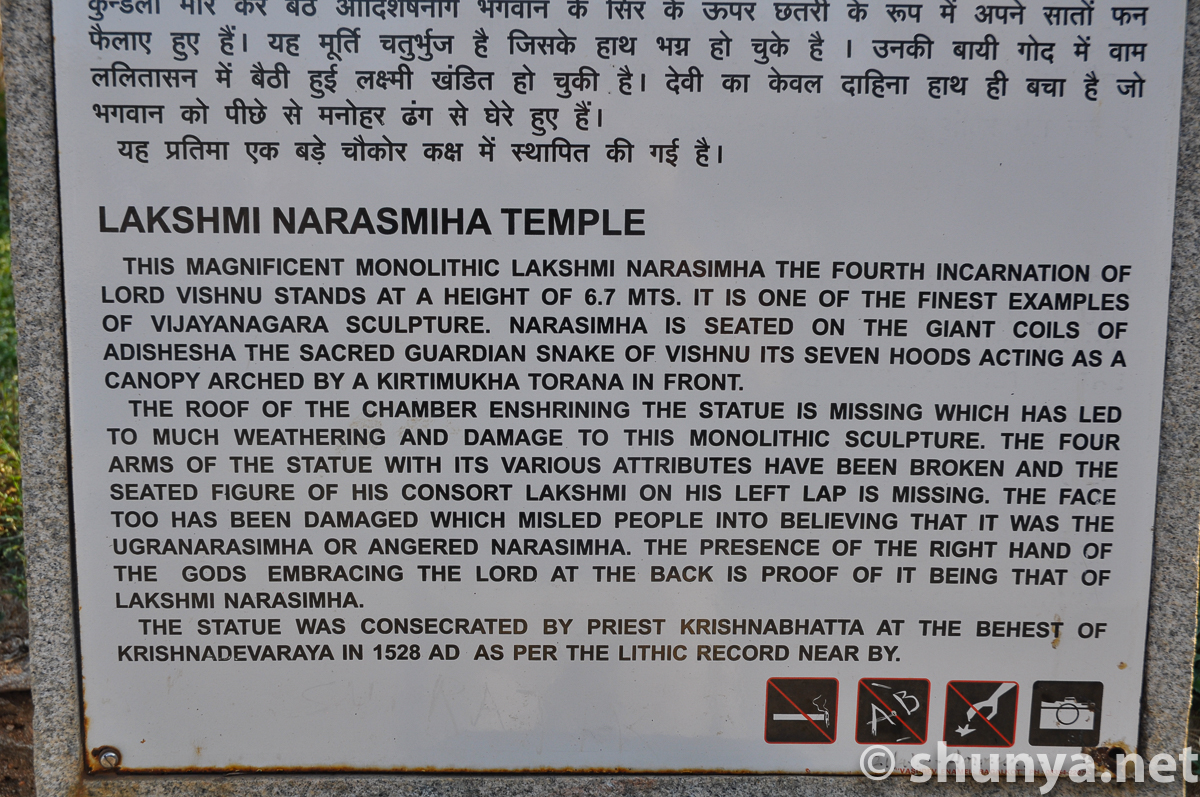 कुन्डली मार कर बैठे आदिशेषनाग भगवान के सिर के ऊपर छतरी के रूप में अपने सातों फन
फैलाए हुए हैं। यह मूर्ति चतुर्भुज है जिसके हाथ भग्न हो चुके है । उनकी बायी गोद में वाम
ललितासन में बैठी हुई लक्ष्मी खंडित हो चुकी है। देवी का केवल दाहिना हाथ ही बचा है जो
भगवान को पीछे से मनोहर ढंग से घेरे हुए हैं।
यह प्रतिमा एक बड़े चौकोर कक्ष में स्थापित की गई है।
LAKSHMI NARASMIHA TEMPLE
THIS MAGNIFICENT MONOLITHIC LAKSHMI NARASIMHA THE FOURTH INCARNATION OF
LORD VISHNU STANDS AT A HEIGHT OF 6.7 MTS. IT IS ONE OF THE FINEST EXAMPLES
OF VIJAYANAGARA SCULPTURE. NARASIMHA IS SEATED ON THE GIANT COILS OF
ADISHESHA THE SACRED GUARDIAN SNAKE OF VISHNU ITS SEVEN HOODS ACTING AS A
CANOPY ARCHED BY A KIRTIMUKHA TORANA IN FRONT.
THE ROOF OF THE CHAMBER ENSHRINING THE STATUE IS MISSING WHICH HAS LED
TO MUCH WEATHERING AND DAMAGE TO THIS MONOLITHIC SCULPTURE. THE FOUR
ARMS OF THE STATUE WITH ITS VARIOUS ATTRIBUTES HAVE BEEN BROKEN AND THE
SEATED FIGURE OF HIS CONSORT LAKSHMI ON HIS LEFT LAP IS MISSING. THE FACE
TOO HAS BEEN DAMAGED WHICH MISLED PEOPLE INTO BELIEVING THAT IT WAS THE
UGRANARASIMHA OR ANGERED NARASIMHA. THE PRESENCE OF THE RIGHT HAND OF
THE GODS EMBRACING THE LORD AT THE BACK IS PROOF OF IT BEING THAT OF
LAKSHMI NARASIMHA.
THE STATUE WAS CONSECRATED BY PRIEST KRISHNABHATTA AT THE BEHEST OF
KRISHNADEVARAYA IN 1528 AD AS PER THE LITHIC RECORD NEAR BY.
A B
© shunya.net